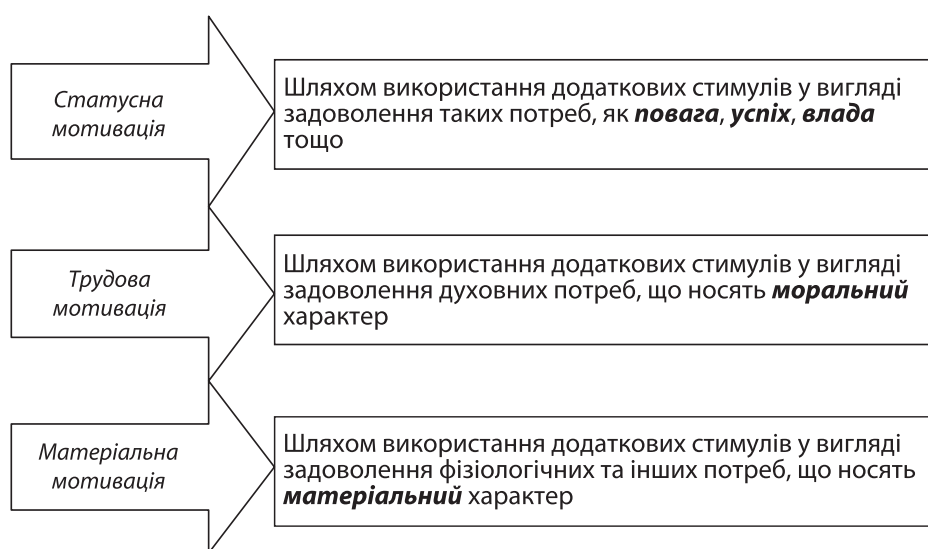 Статусна
мотивація
Шляхом використання додаткових стимулів у вигляді
задоволення таких потреб, як повага, успіх, влада
тощо
Трудова
мотивація
Шляхом використання додаткових стимулів у вигляді
задоволення духовних потреб, що носять моральний
характер
Матеріальна
мотивація
Шляхом використання додаткових стимулів у вигляді
задоволення фізіологічних та інших потреб, що носять
матеріальний характер